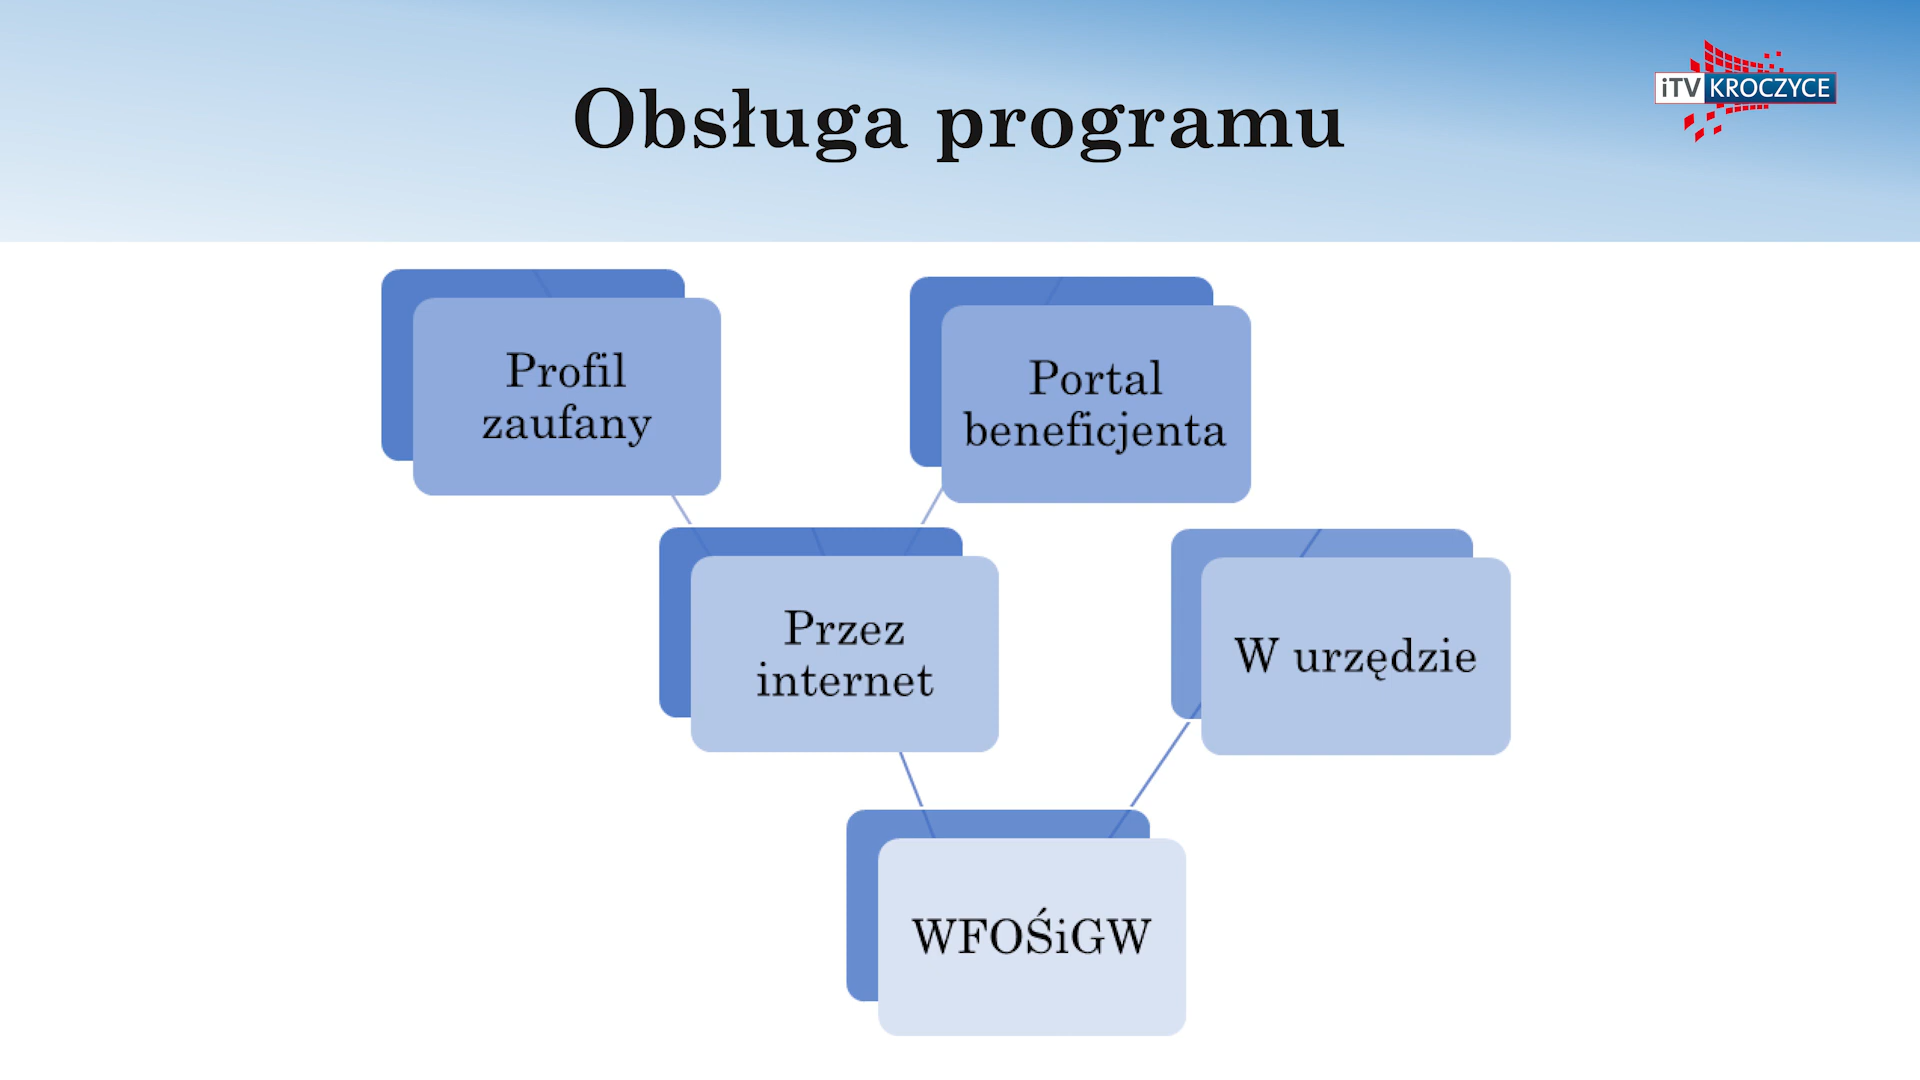 Obsługa programu
iTV KROCZYCE
Profil
zaufany
Portal
beneficjenta
Przez
internet
W urzędzie
WFOŚiGW